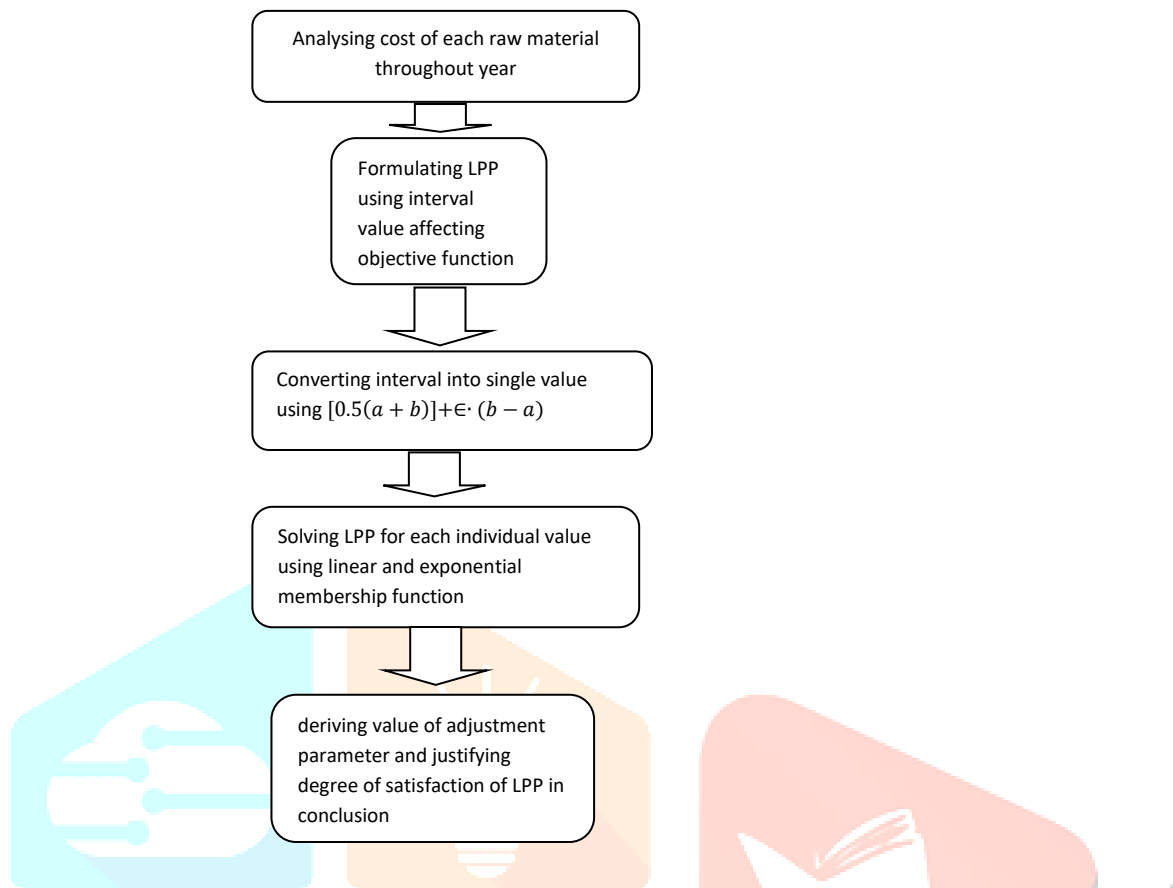 Analysing cost of each raw material
throughout year
Formulating LPP
using interval
value affecting
objective function
Converting interval into single value
using [0.5(𝑎 + 𝑏)]+∈· (𝑏 − 𝑎)
Solving LPP for each individual value
using linear and exponential
membership function
deriving value of adjustment
parameter and justifying
degree of satisfaction of LPP in
conclusion